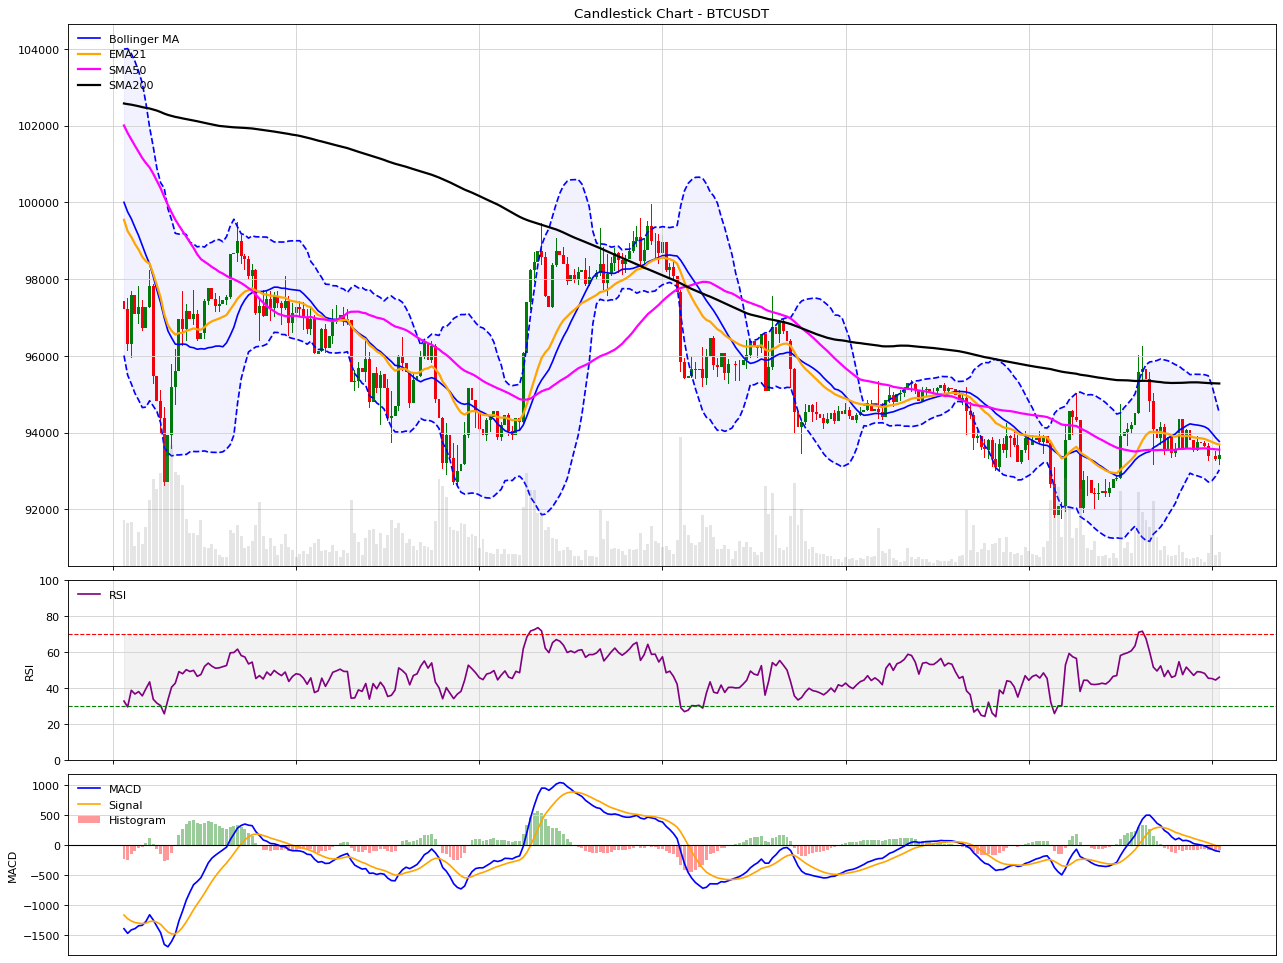 Candlestick Chart - BTCUSDT
Bollinger MA
EMA21
SMA50
SMA200
104000
102000
100000
98000
96000
94000
92000
RSI
100
80
60
40
20
0
RSI
MACD
Signal
Histogram
1000
500
0
−500
−1000
−1500
MACD